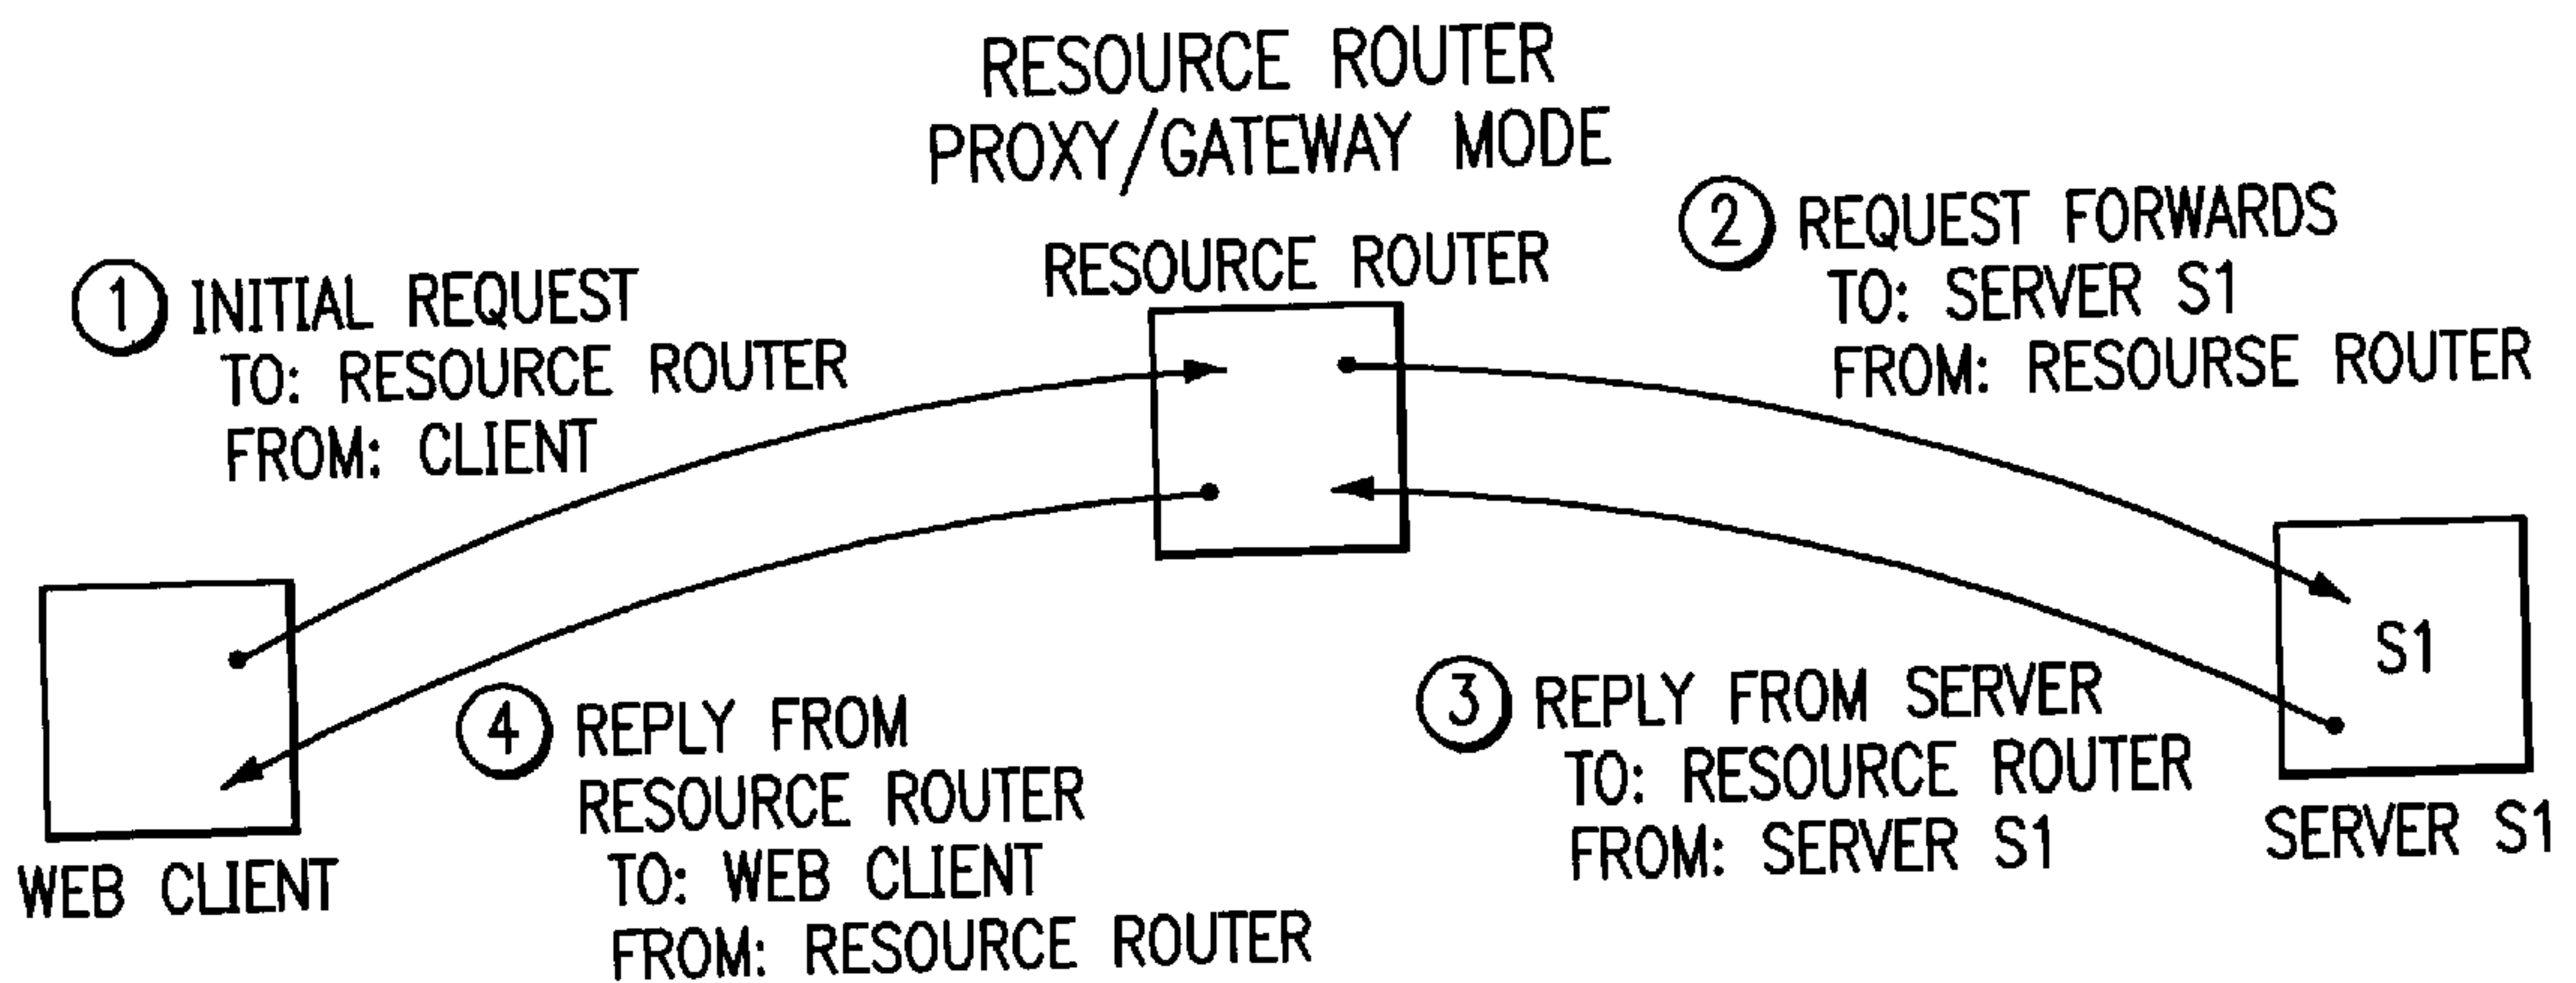 RESOURCE ROUTER
PROXY/GATEWAY MODE
1 INITIAL REQUEST
TO: RESOURCE ROUTER
FROM: CLIENT
RESOURCE ROUTER
2 REQUEST FORWARDS
TO: SERVER S1
FROM: RESOURSE ROUTER
S1
SERVER S1
3 REPLY FROM SERVER
TO: RESOURCE ROUTER
FROM: SERVER S1
4 REPLY FROM
RESOURCE ROUTER
TO: WEB CLIENT
FROM: RESOURCE ROUTER
WEB CLIENT